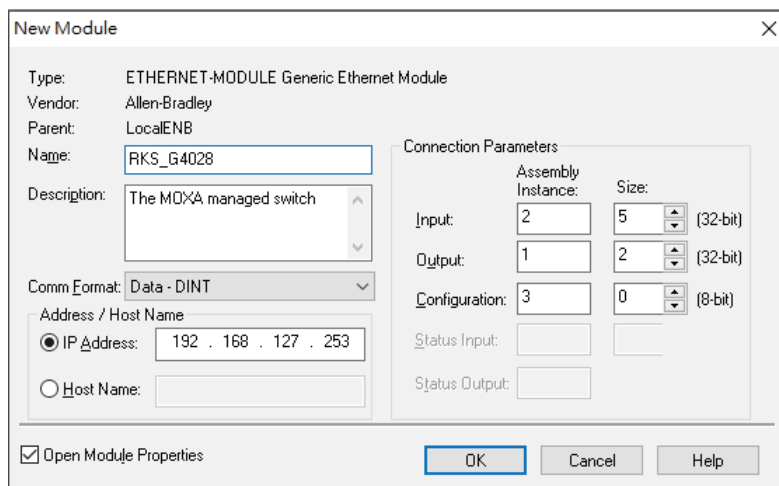 New Module
Type: ETHERNET-MODULE Generic Ethernet Module
Vendor: Allen-Bradley
Parent: LocalENB
Name: RKS_G4028
Description: The MOXA managed switch
Comm Format: Data - DINT
Address / Host Name
IP Address: 192 . 168 . 127 . 253
Host Name:
Connection Parameters
Assembly
Instance: Size:
Input: 2 5 (32-bit)
Output: 1 2 (32-bit)
Configuration: 3 0 (8-bit)
Status Input:
Status Output:
Open Module Properties
OK Cancel Help